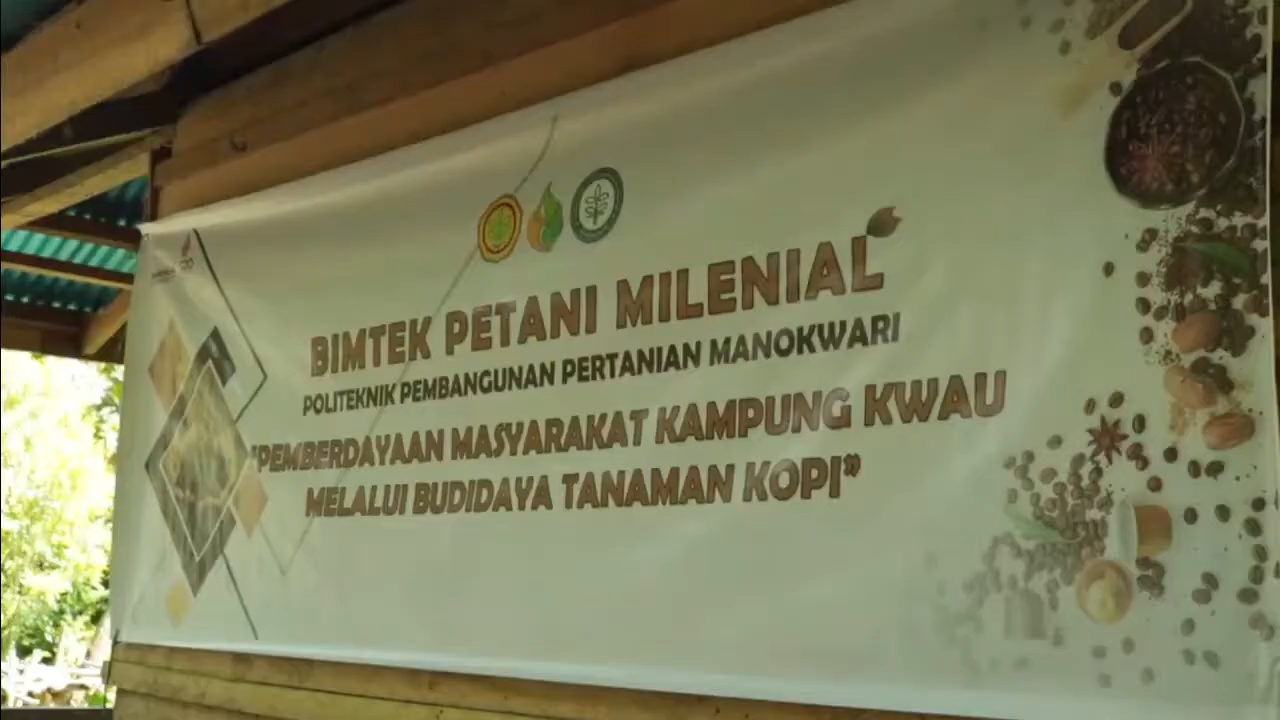 BIMTEK PETANI MILENIAL
POLITEKNIK PEMBANGUNAN PERTANIAN MANOKWARI
"PEMBERDAYAAN MASYARAKAT KAMPUNG KWAU
MELALUI BUDIDAYA TANAMAN KOPI"